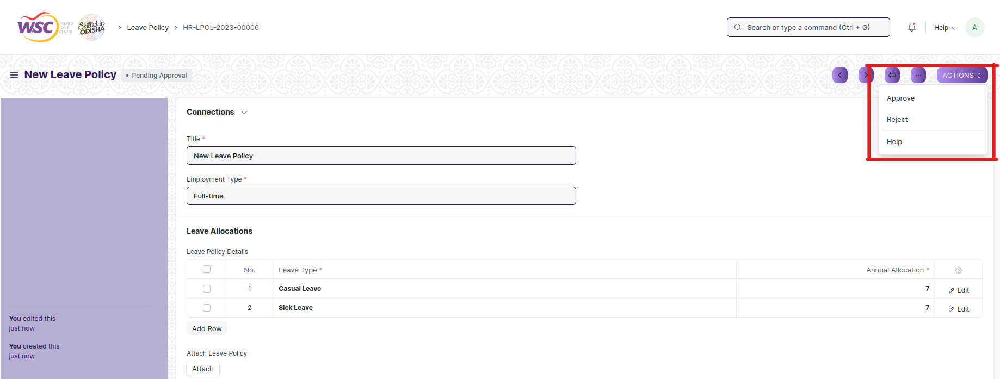 WSC
WORLD
SKILL
CENTER
Skilled in
ODISHA
Leave Policy
HR-LPOL-2023-00006
Search or type a command (Ctrl + G)
Help
A
New Leave Policy
• Pending Approval
ACTIONS
Approve
Reject
Help
Connections
Title *
New Leave Policy
Employment Type *
Full-time
Leave Allocations
Leave Policy Details
No. Leave Type * Annual Allocation *
1 Casual Leave 7 Edit
2 Sick Leave 7 Edit
Add Row
Attach Leave Policy
Attach
You edited this
just now
You created this
just now